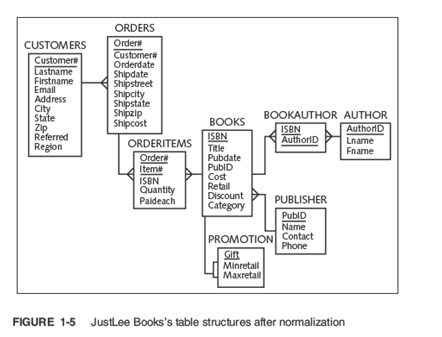 ORDERS
Order#
Customer#
Orderdate
Shipdate
Shipstreet
Shipcity
Shipstate
Shipzip
Shipcost
CUSTOMERS
Customer#
Lastname
Firstname
Email
Address
City
State
Zip
Referred
Region
ORDERITEMS
Order#
Item#
ISBN
Quantity
Paideach
BOOKS
ISBN
Title
Pubdate
PubID
Cost
Retail
Discount
Category
BOOKAUTHOR
ISBN
AuthorID
AUTHOR
AuthorID
Lname
Fname
PUBLISHER
PubID
Name
Contact
Phone
PROMOTION
Gift
Minretail
Maxretail
FIGURE 1-5 JustLee Books's table structures after normalization